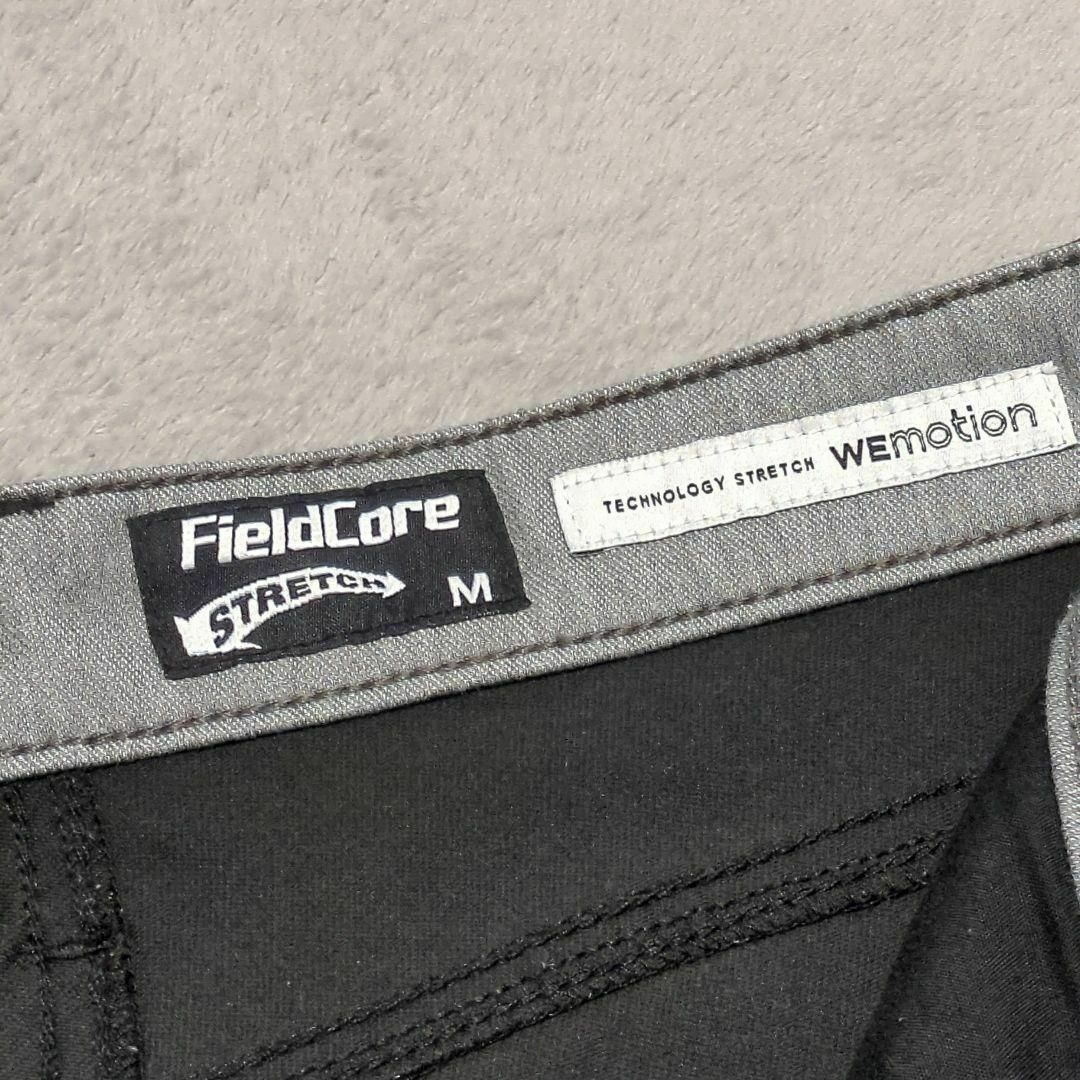 FieldCore
STRETCH M
TECHNOLOGY STRETCH WEmotion